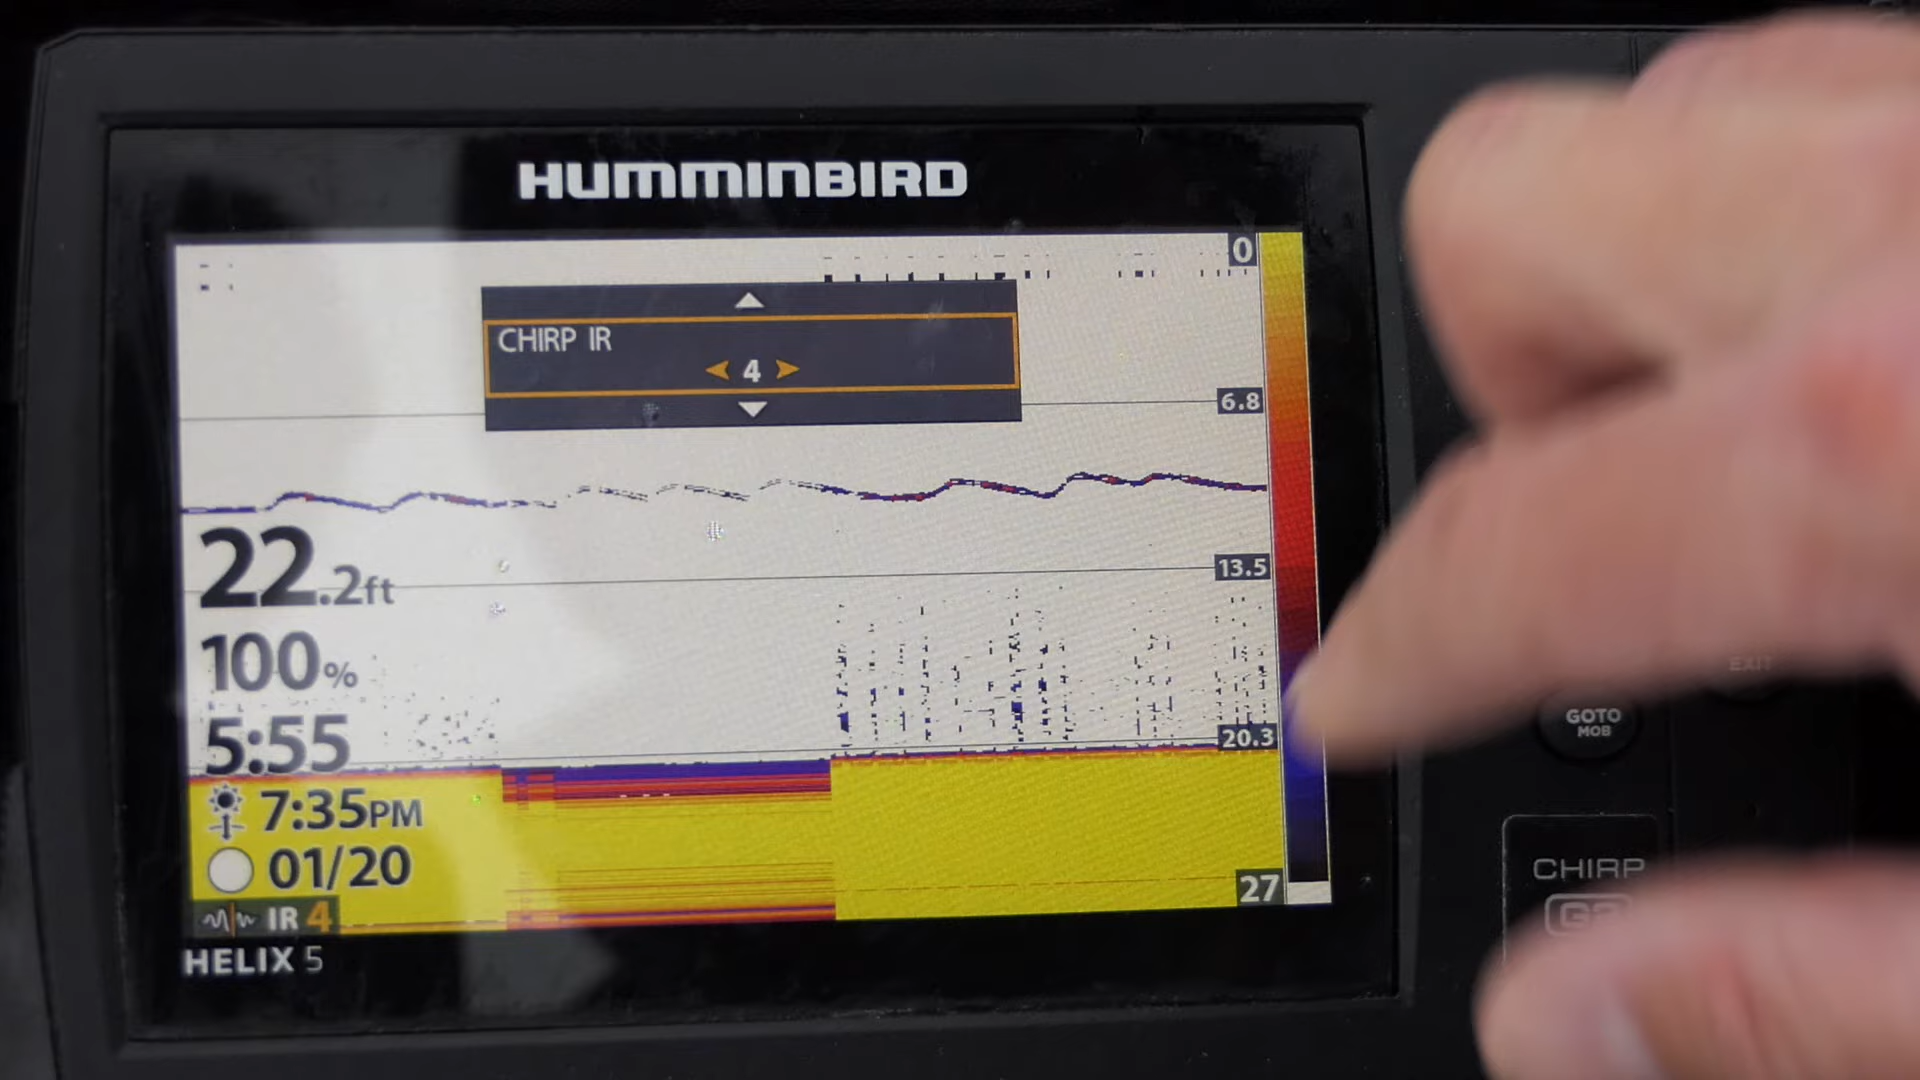 HUMMINBIRD
0
CHIRP IR
4
6.8
13.5
22.2ft
100%
20.3
5:55
7:35PM
01/20
27
IR 4
HELIX 5
EXIT
GOTO
MOB
CHIRP